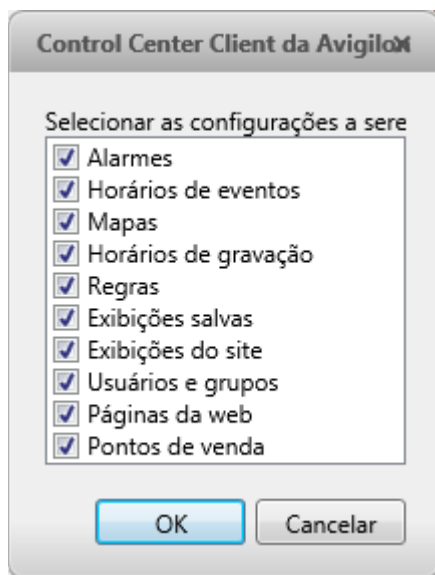 Control Center Client da Avigilon
Selecionar as configurações a sere
Alarmes
Horários de eventos
Mapas
Horários de gravação
Regras
Exibições salvas
Exibições do site
Usuários e grupos
Páginas da web
Pontos de venda
OK
Cancelar